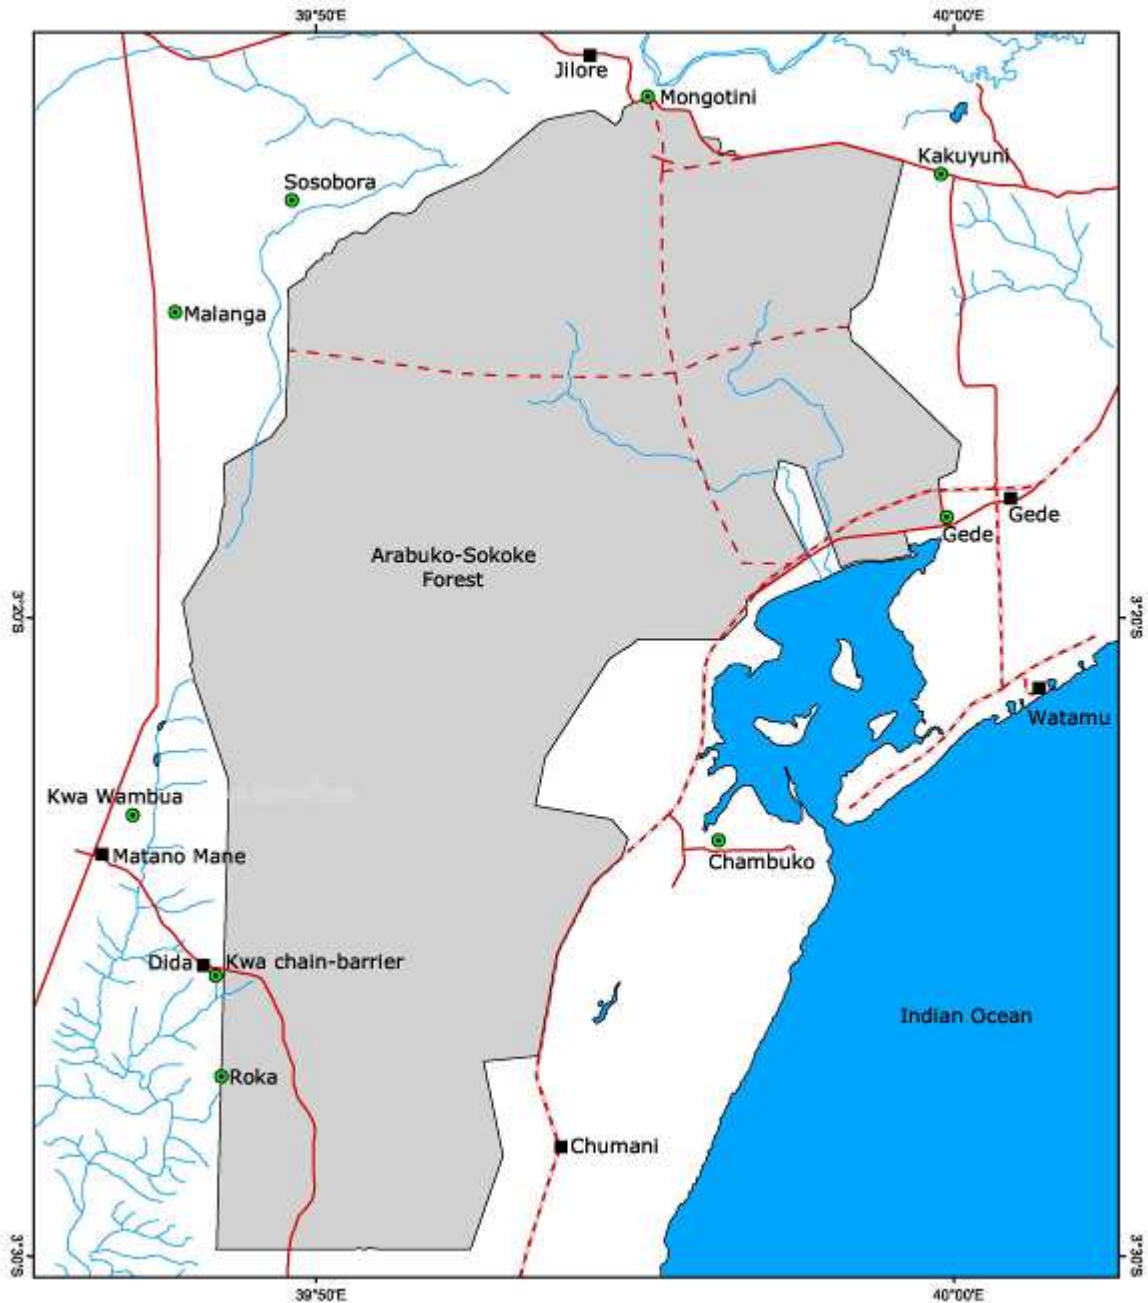 39°50'E
40°00'E
Jilore
Mongotini
Kakuyuni
Sosobora
Malanga
Gede
Gede
Arabuko-Sokoke
Forest
3°20'S
3°20'S
Watamu
Kwa Wambua
Matano Mane
Chambuko
Dida
Kwa chain-barrier
Indian Ocean
Roka
Chumani
3°30'S
3°30'S
39°50'E
40°00'E